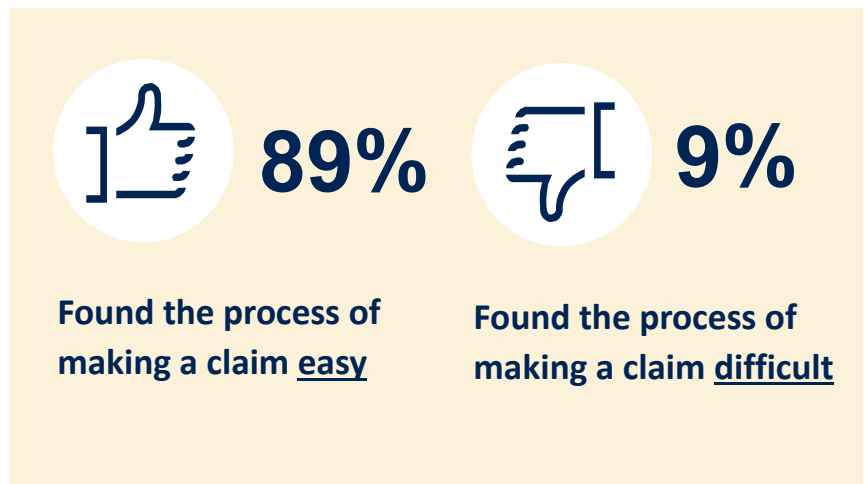 89%
Found the process of
making a claim easy
9%
Found the process of
making a claim difficult